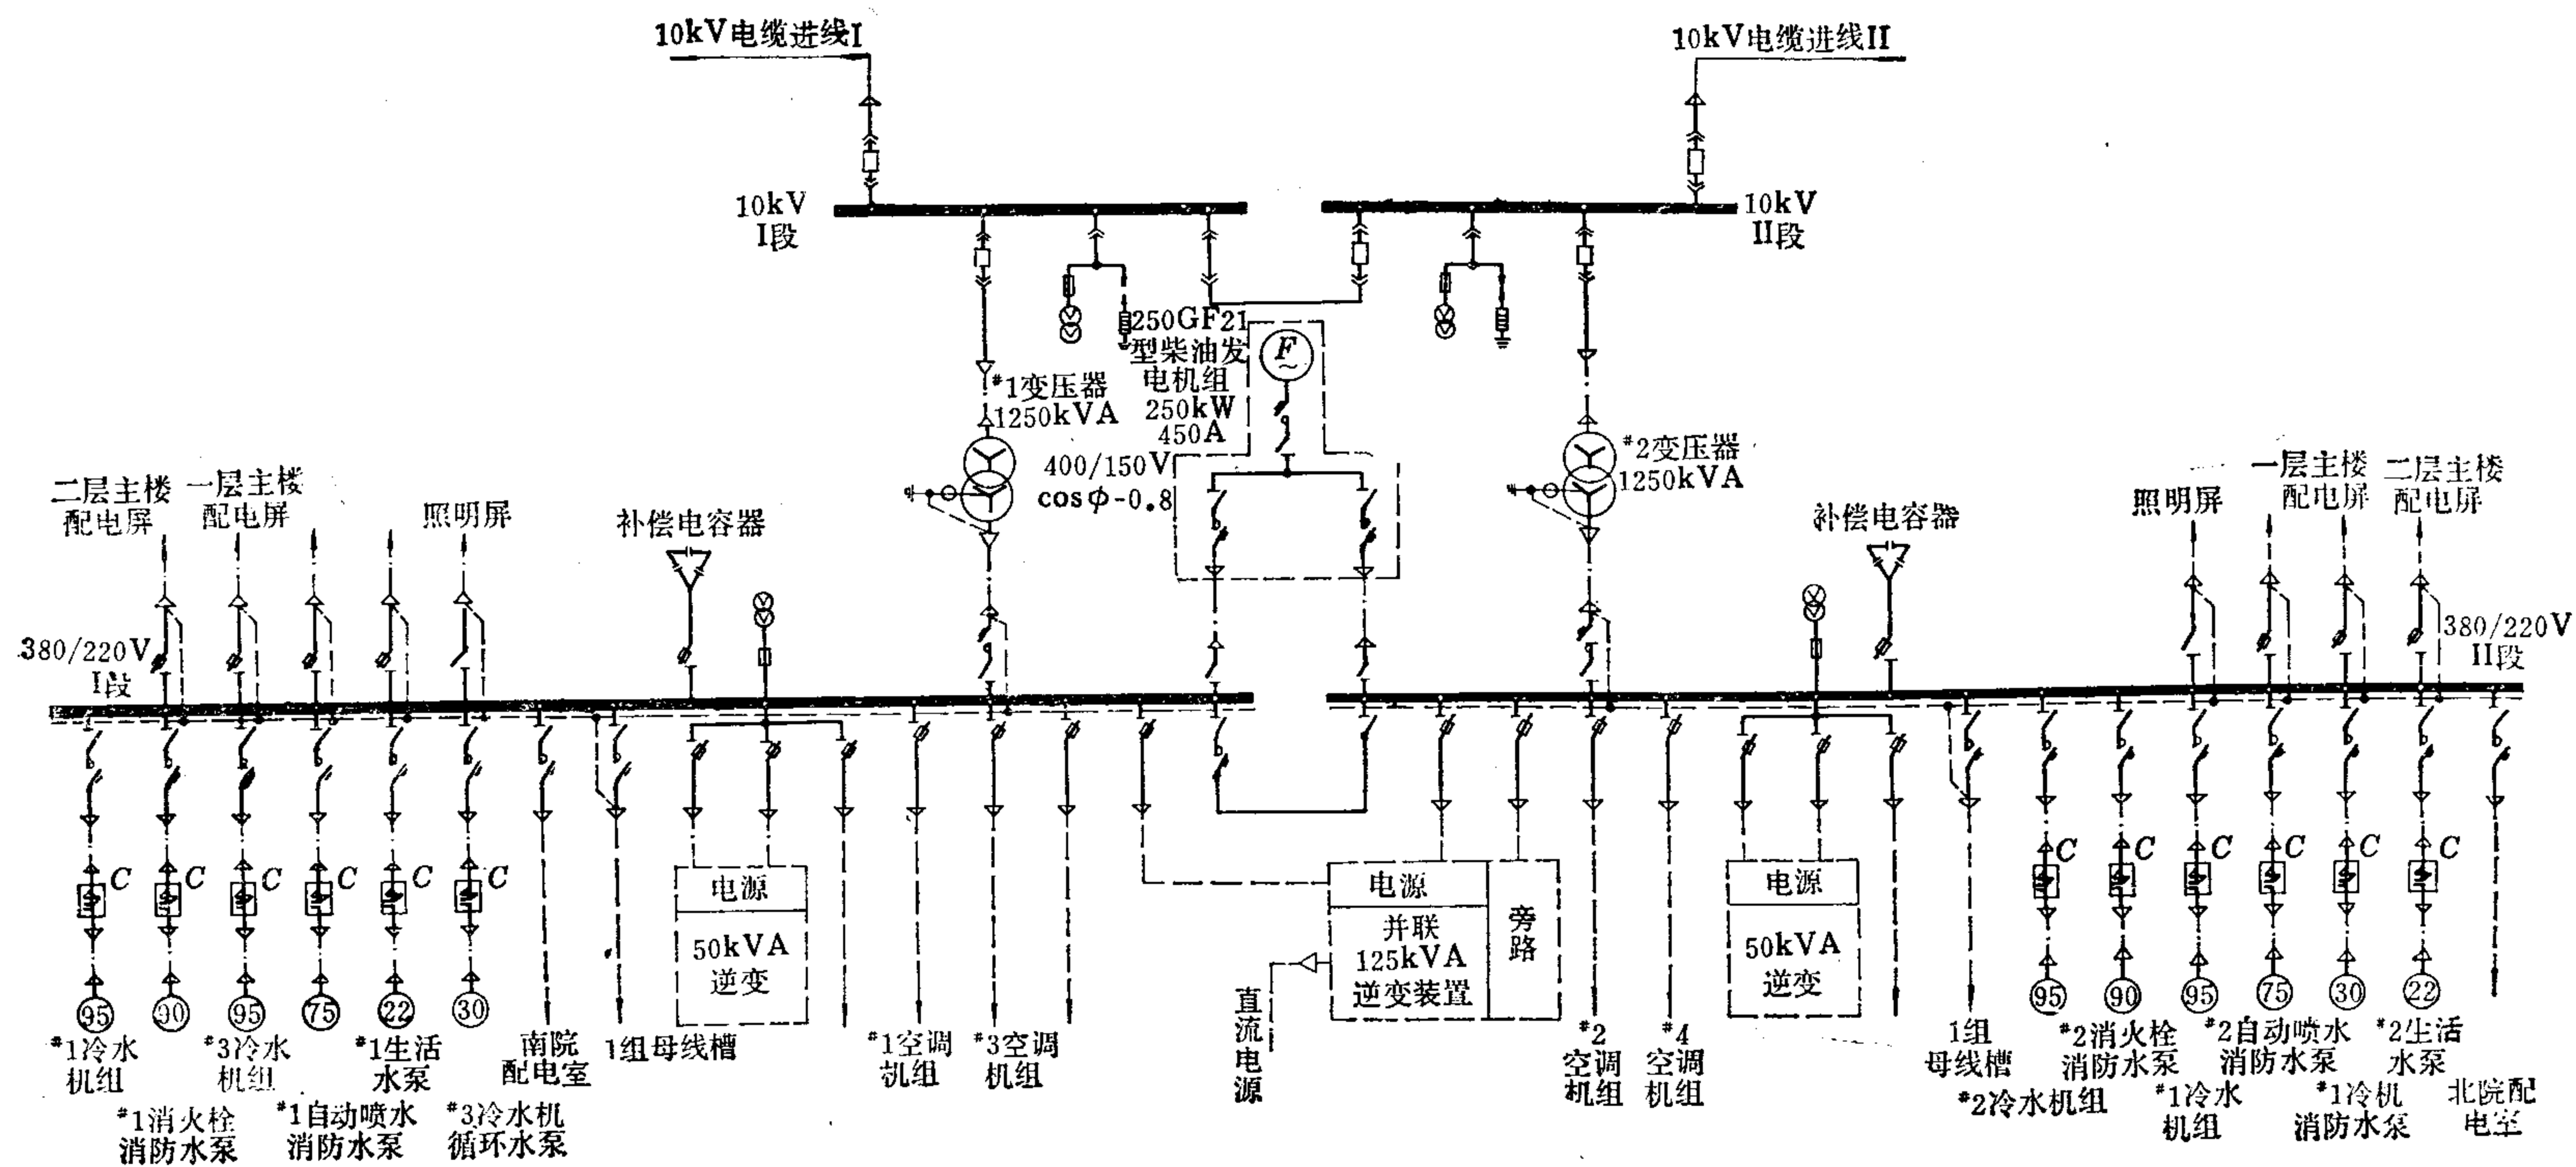 10kV电缆进线I
10kV电缆进线II
10kV
I段
10kV
II段
250GF21
型柴油发
电机组
250kW
450A
400/150V
cosφ-0.8
F
~
#1变压器
1250kVA
#2变压器
1250kVA
二层主楼
配电屏
一层主楼
配电屏
照明屏
补偿电容器
补偿电容器
照明屏
一层主楼
配电屏
二层主楼
配电屏
380/220V
I段
380/220V
II段
C
C
C
C
C
C
C
C
C
C
C
C
电源
50kVA
逆变
电源
并联
125kVA
逆变装置
旁路
电源
50kVA
逆变
直流电源
95
90
95
75
22
30
95
90
95
75
30
22
#1冷水
机组
#1消火栓
消防水泵
#3冷水
机组
#1自动喷水
消防水泵
#1生活
水泵
#3冷水机
循环水泵
南院
配电室
1组母线槽
#1空调
机组
#3空调
机组
#2
空调
机组
#4
空调
机组
1组
母线槽
#2冷水机组
#2消火栓
消防水泵
#1冷水
机组
#2自动喷水
消防水泵
#1冷机
消防水泵
#2生活
水泵
北院配
电室